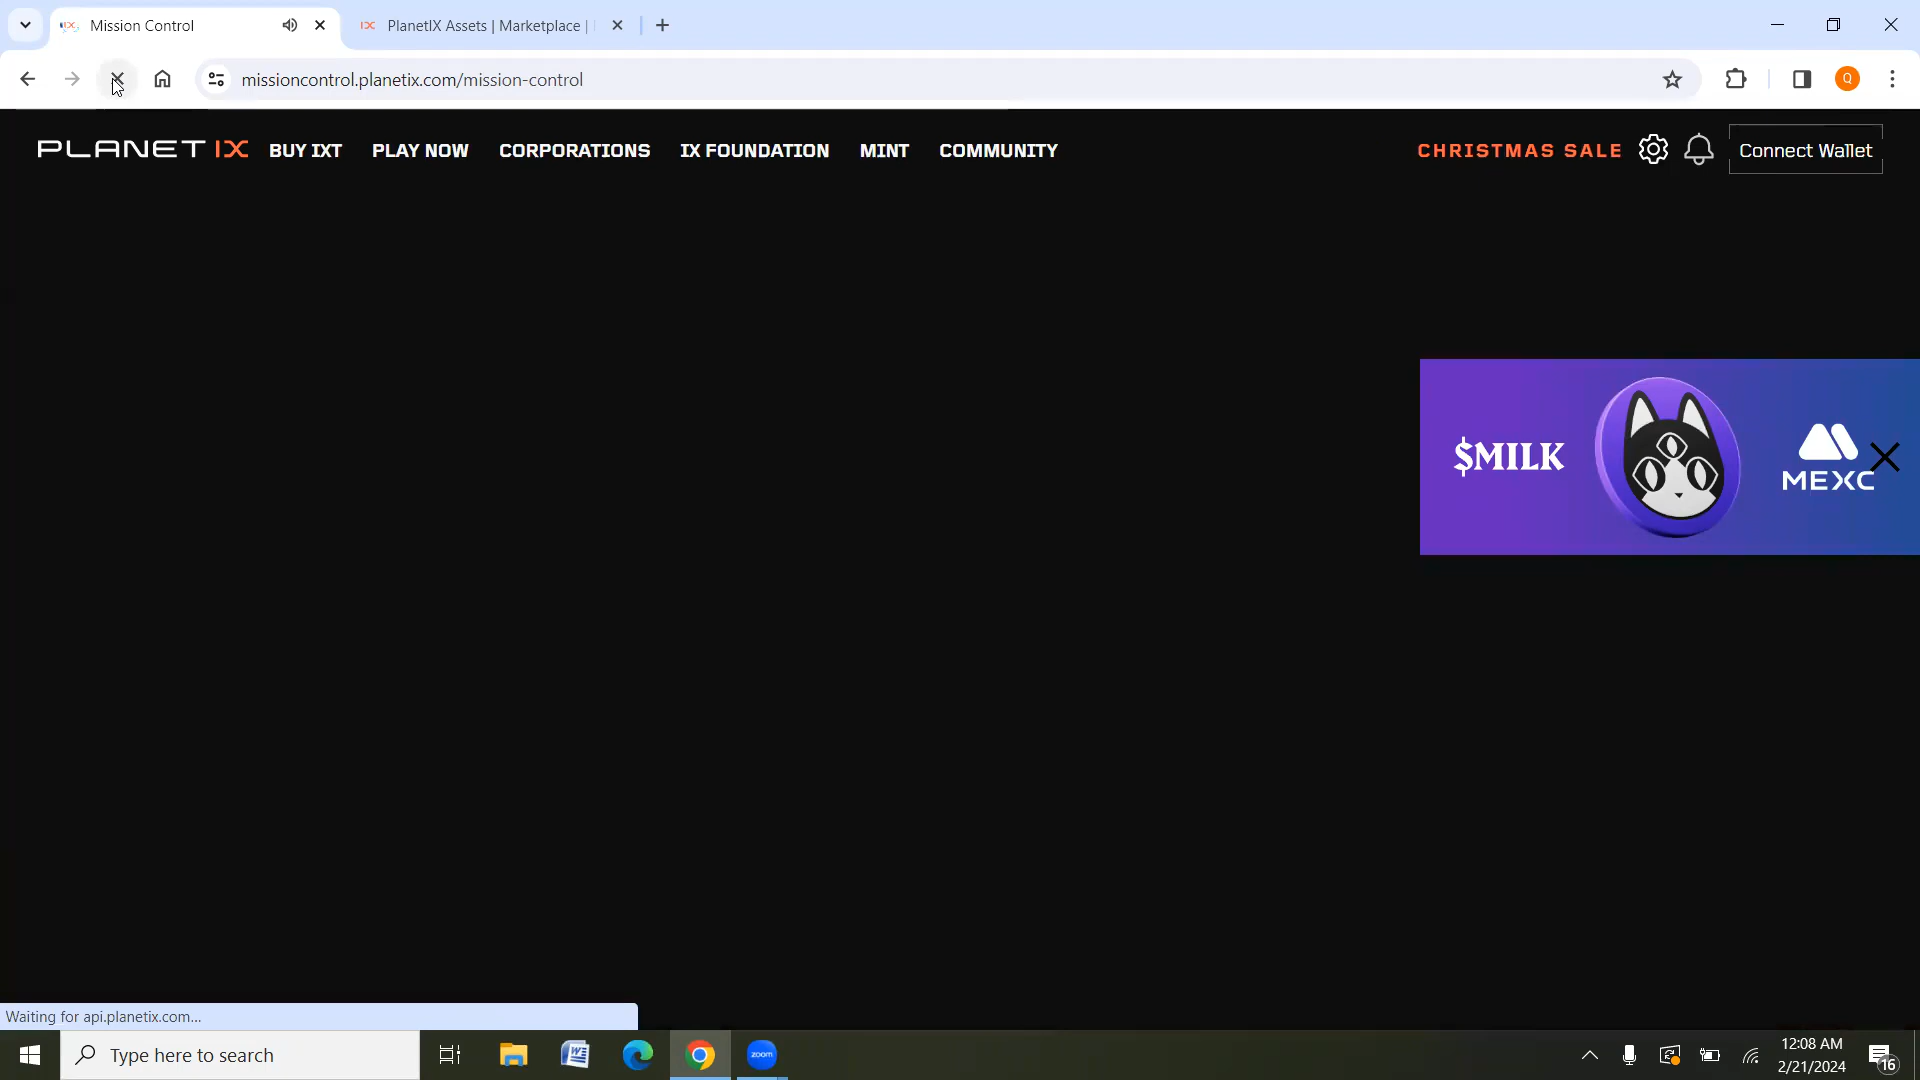 Mission Control
PlanetIX Assets | Marketplace |
missioncontrol.planetix.com/mission-control
Q
PLANET IX BUY IXT PLAY NOW CORPORATIONS IX FOUNDATION MINT COMMUNITY CHRISTMAS SALE Connect Wallet
$MILK
MEXC
Waiting for api.planetix.com...
Type here to search
zoom
12:08 AM
2/21/2024
16